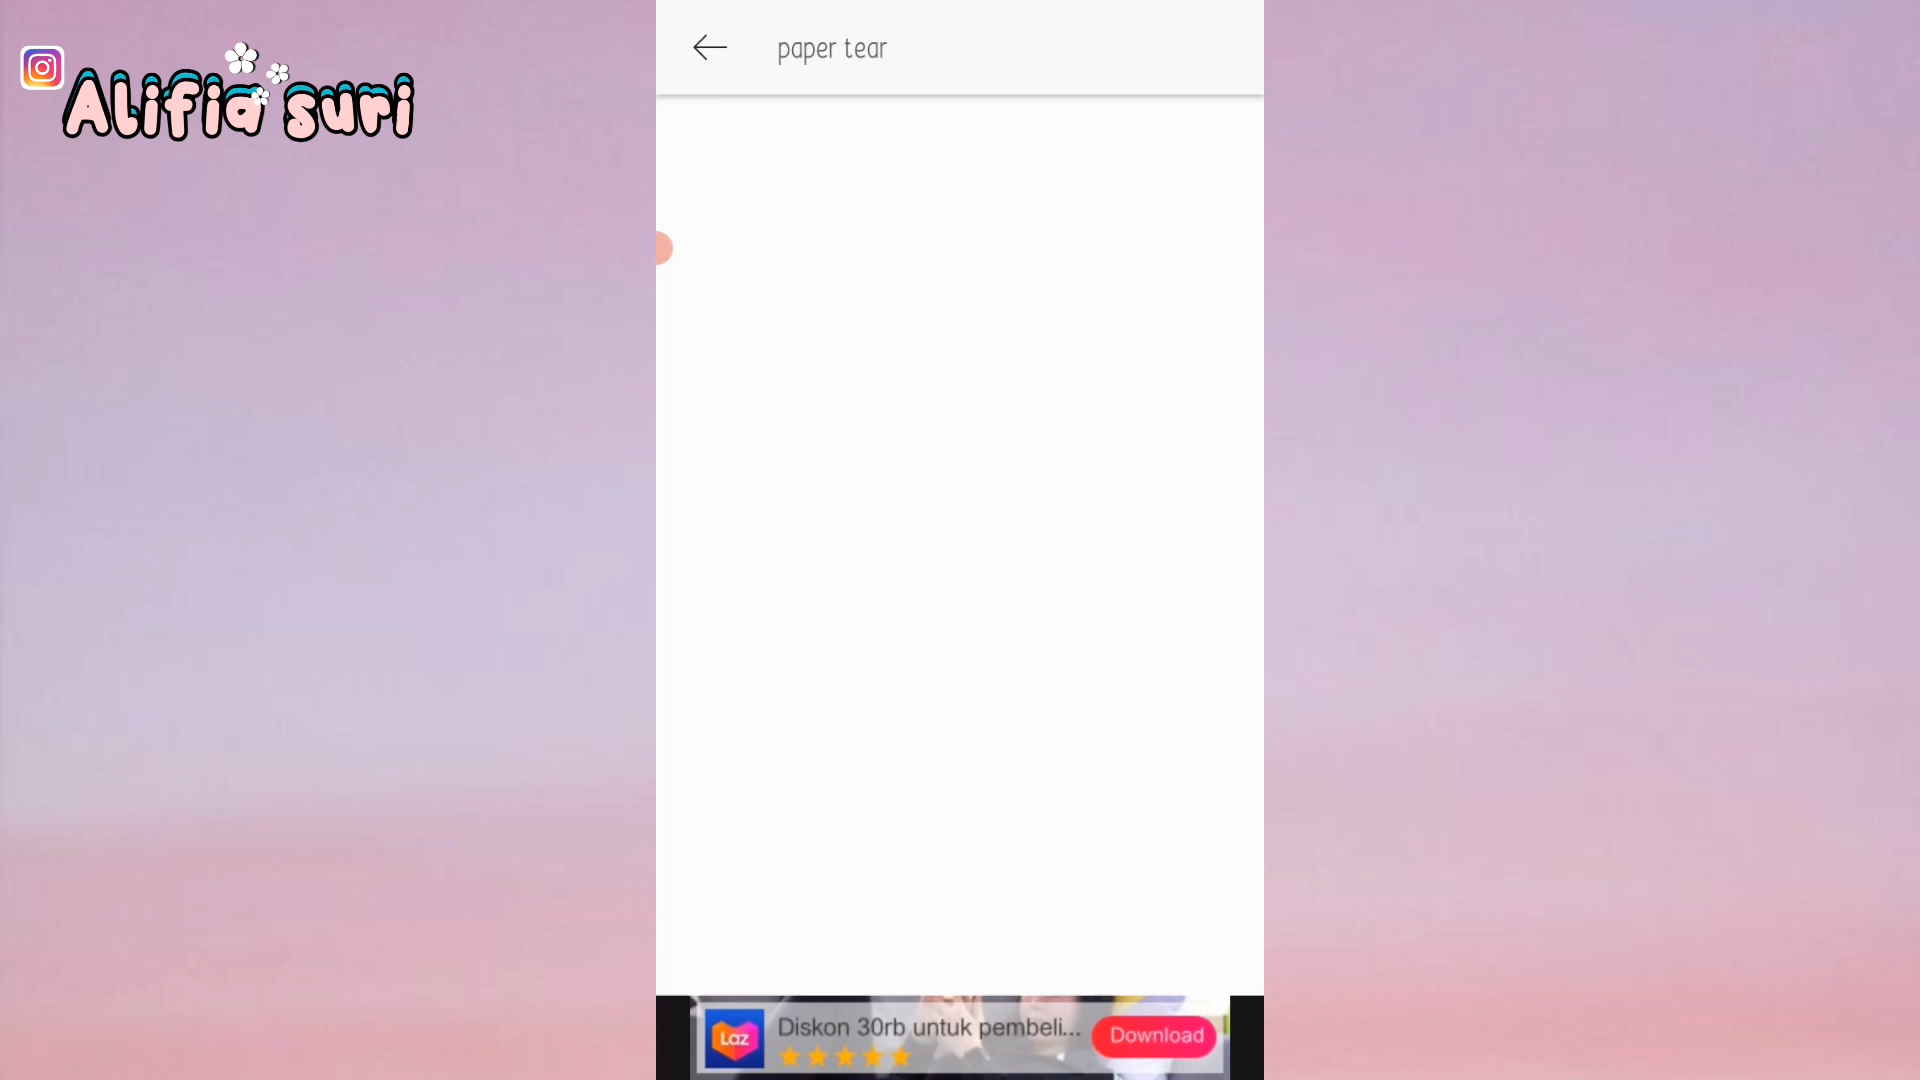 Alifia suri
paper tear
Laz
Diskon 30rb untuk pembeli...
Download